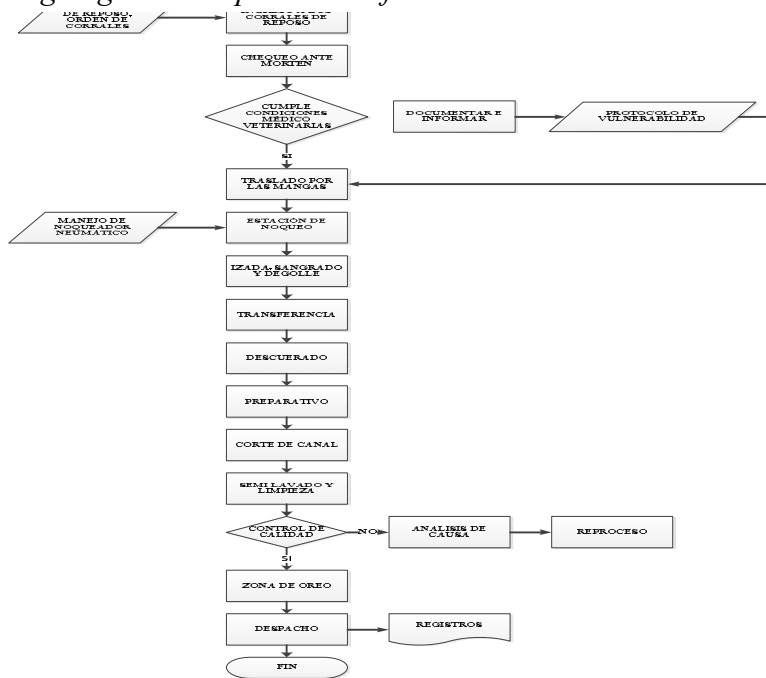 DE REPOSO,
ORDEN DE
CORRALES
CORRALES DE
REPOSO
CHEQUEO ANTE
MORTEN
CUMPLE
CONDICIONES
MÉDICO
VETERINARIAS
DOCUMENTAR E
INFORMAR
PROTOCOLO DE
VULNERABILIDAD
SI
TRASLADO POR
LAS MANGAS
MANEJO DE
NOQUEADOR
NEUMÁTICO
ESTACIÓN DE
NOQUEO
IZADA, SANGRADO
Y DEGOLLE
TRANSFERENCIA
DESCUERADO
PREPARATIVO
CORTE DE CANAL
SEMI LAVADO Y
LIMPIEZA
CONTROL DE
CALIDAD
NO
ANALISIS DE
CAUSA
REPROCESO
SI
ZONA DE OREO
DESPACHO
REGISTROS
FIN